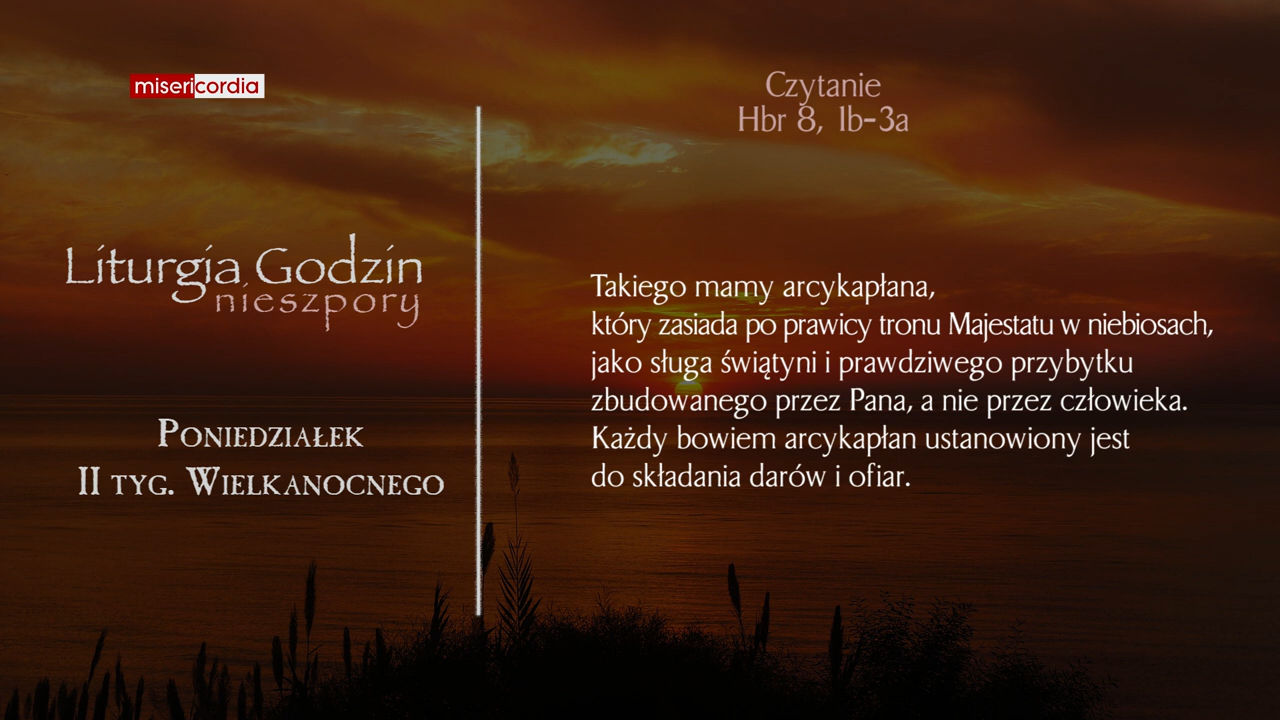 misericordia
Czytanie
Hbr 8, 1b-3a
Liturgia Godzin
nieszpory
Poniedziałek
II tyg. Wielkanocnego
Takiego mamy arcykapłana,
który zasiada po prawicy tronu Majestatu w niebiosach,
jako sługa świątyni i prawdziwego przybytku
zbudowanego przez Pana, a nie przez człowieka.
Każdy bowiem arcykapłan ustanowiony jest
do składania darów i ofiar.